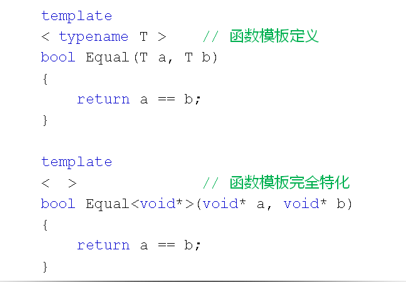 template
< typename T >    // 函数模板定义
bool Equal(T a, T b)
{
    return a == b;
}
template
<  >              // 函数模板完全特化
bool Equal<void*>(void* a, void* b)
{
    return a == b;
}